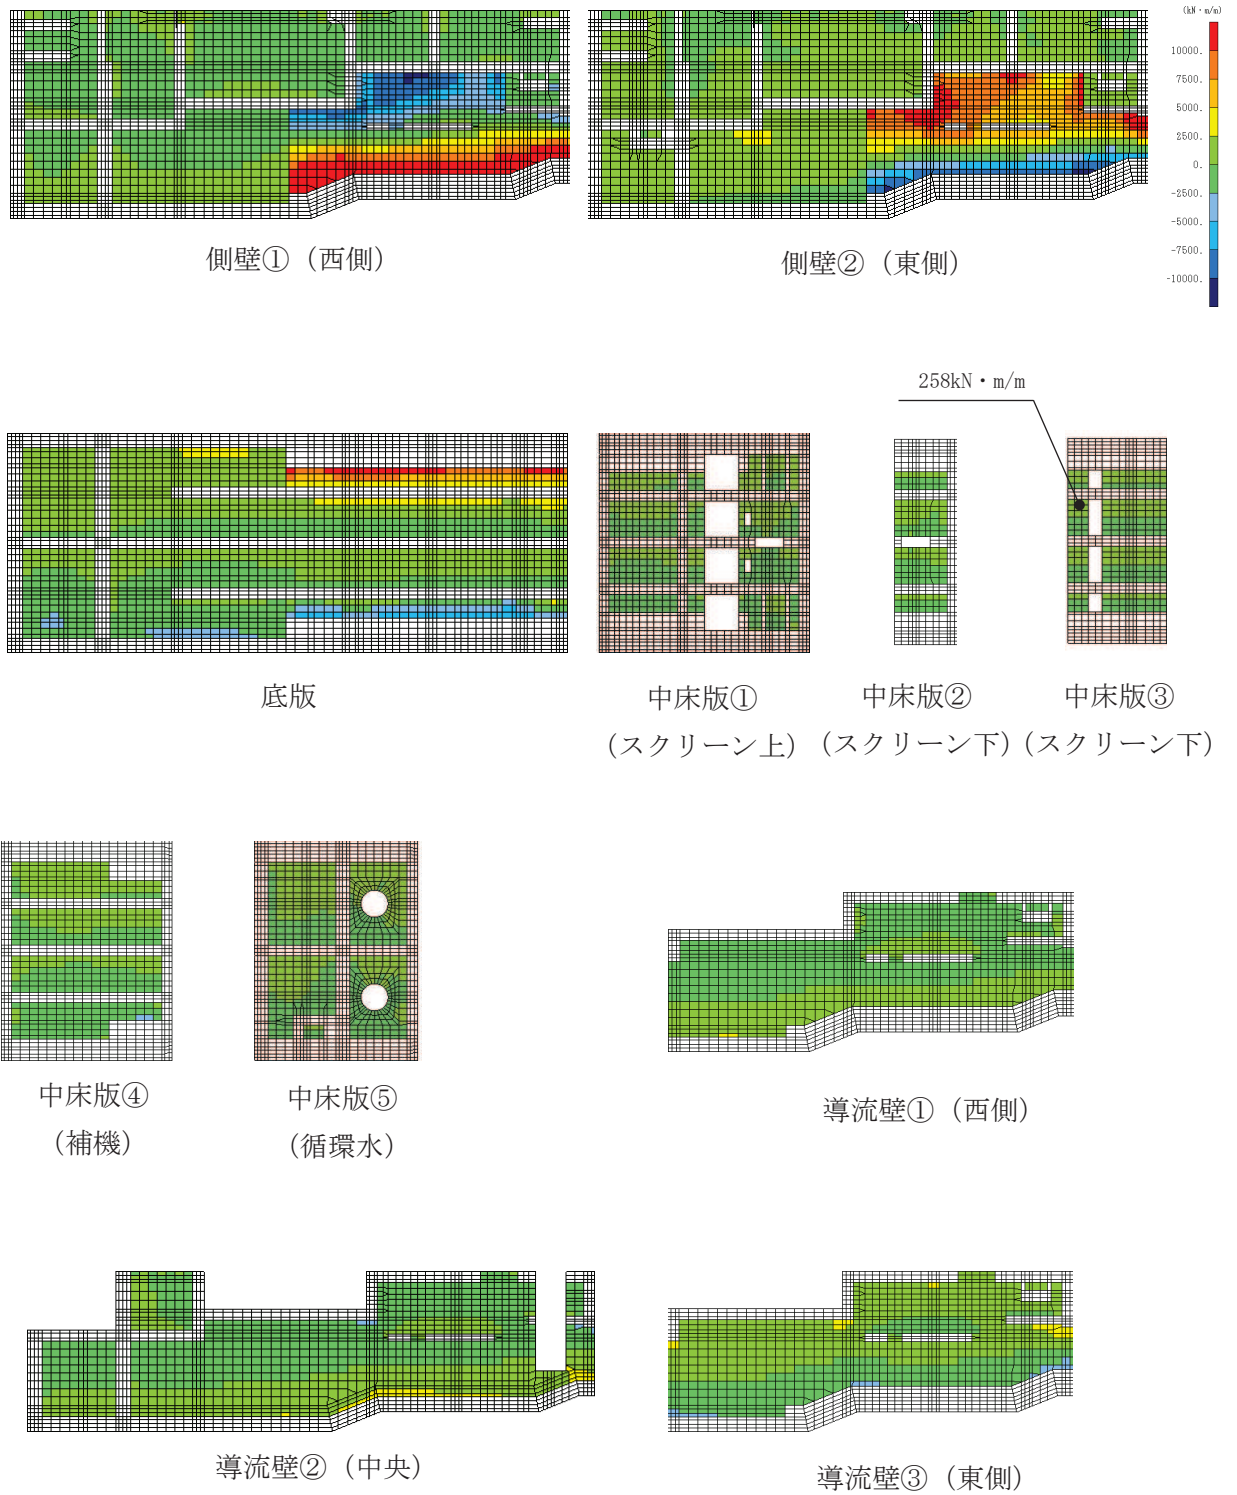 (kN・m/m)
10000.
7500.
5000.
2500.
0.
-2500.
-5000.
-7500.
-10000.
側壁①（西側）
側壁②（東側）
258kN・m/m
底版
中床版①
（スクリーン上）
中床版②
（スクリーン下）
中床版③
（スクリーン下）
中床版④
（補機）
中床版⑤
（循環水）
導流壁①（西側）
導流壁②（中央）
導流壁③（東側）